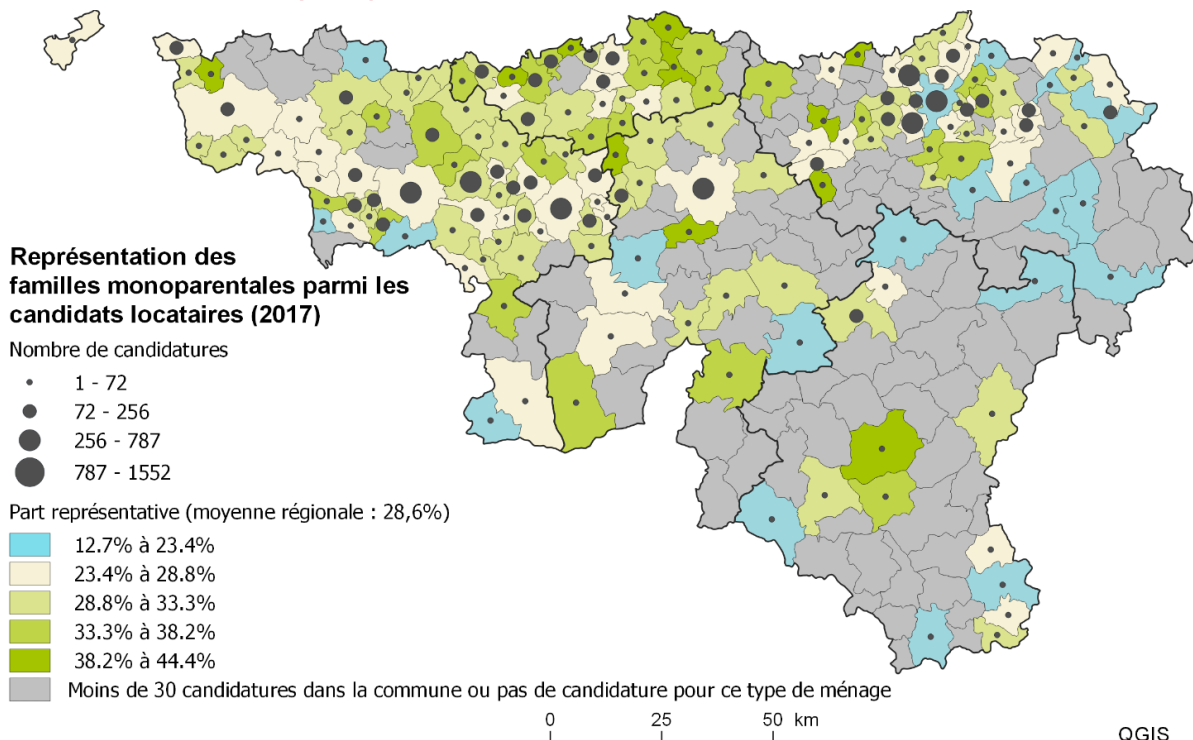 Représentation des
familles monoparentales parmi les
candidats locataires (2017)
Nombre de candidatures
1 - 72
72 - 256
256 - 787
787 - 1552
Part représentative (moyenne régionale : 28,6%)
12.7% à 23.4%
23.4% à 28.8%
28.8% à 33.3%
33.3% à 38.2%
38.2% à 44.4%
Moins de 30 candidatures dans la commune ou pas de candidature pour ce type de ménage
0 25 50 km
QGIS